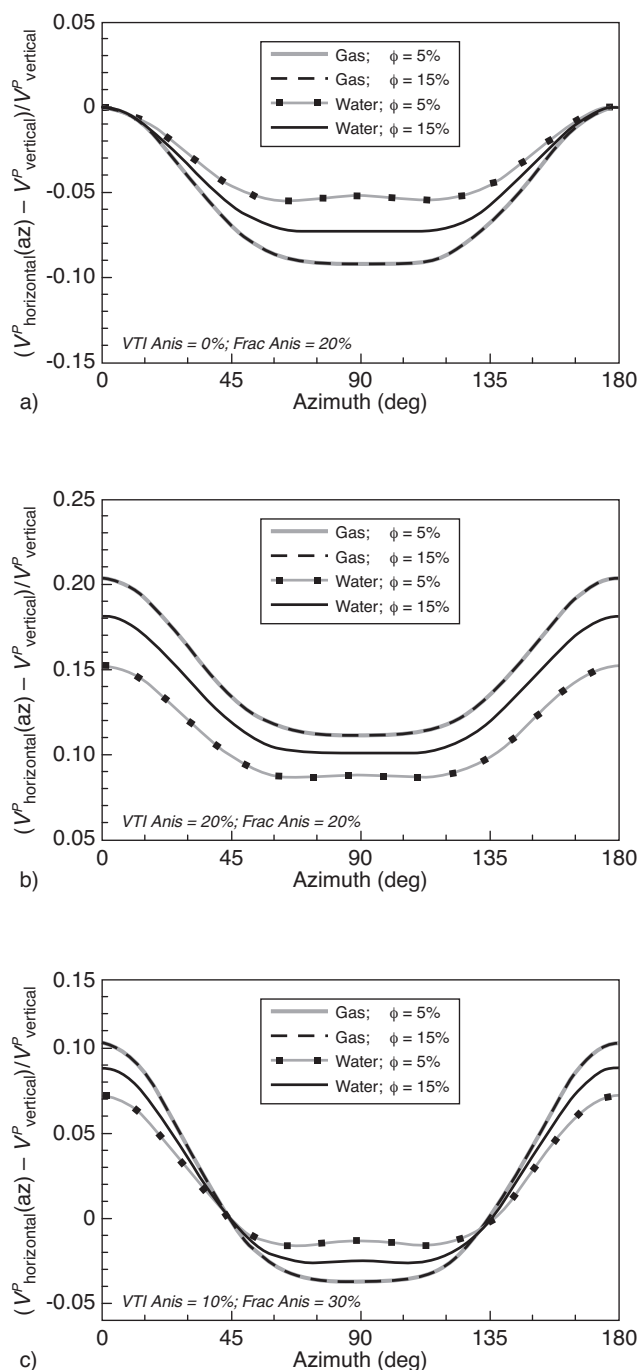 0.05
0
-0.05
-0.10
-0.15
(V^P_horizontal(az) – V^P_vertical)/V^P_vertical
Gas; ϕ = 5%
Gas; ϕ = 15%
Water; ϕ = 5%
Water; ϕ = 15%
VTI Anis = 0%; Frac Anis = 20%
0 45 90 135 180
Azimuth (deg)
a)
0.25
0.20
0.15
0.10
0.05
(V^P_horizontal(az) – V^P_vertical)/V^P_vertical
Gas; ϕ = 5%
Gas; ϕ = 15%
Water; ϕ = 5%
Water; ϕ = 15%
VTI Anis = 20%; Frac Anis = 20%
0 45 90 135 180
Azimuth (deg)
b)
0.15
0.10
0.05
0
-0.05
(V^P_horizontal(az) – V^P_vertical)/V^P_vertical
Gas; ϕ = 5%
Gas; ϕ = 15%
Water; ϕ = 5%
Water; ϕ = 15%
VTI Anis = 10%; Frac Anis = 30%
0 45 90 135 180
Azimuth (deg)
c)